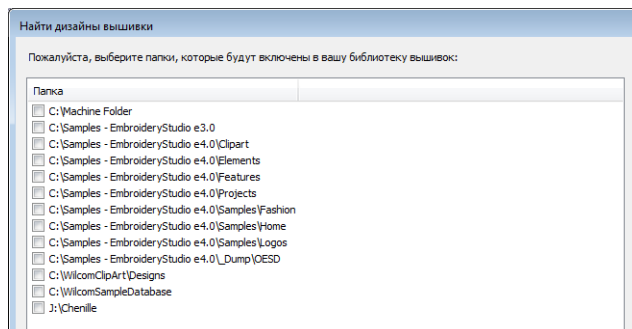 Найти дизайны вышивки
Пожалуйста, выберите папки, которые будут включены в вашу библиотеку вышивок:
Папка
C:\Machine Folder
C:\Samples - EmbroideryStudio e3.0
C:\Samples - EmbroideryStudio e4.0\Clipart
C:\Samples - EmbroideryStudio e4.0\Elements
C:\Samples - EmbroideryStudio e4.0\Features
C:\Samples - EmbroideryStudio e4.0\Projects
C:\Samples - EmbroideryStudio e4.0\Samples\Fashion
C:\Samples - EmbroideryStudio e4.0\Samples\Home
C:\Samples - EmbroideryStudio e4.0\Samples\Logos
C:\Samples - EmbroideryStudio e4.0\_Dump\OESD
C:\WilcomClipArt\Designs
C:\WilcomSampleDatabase
J:\Chenille